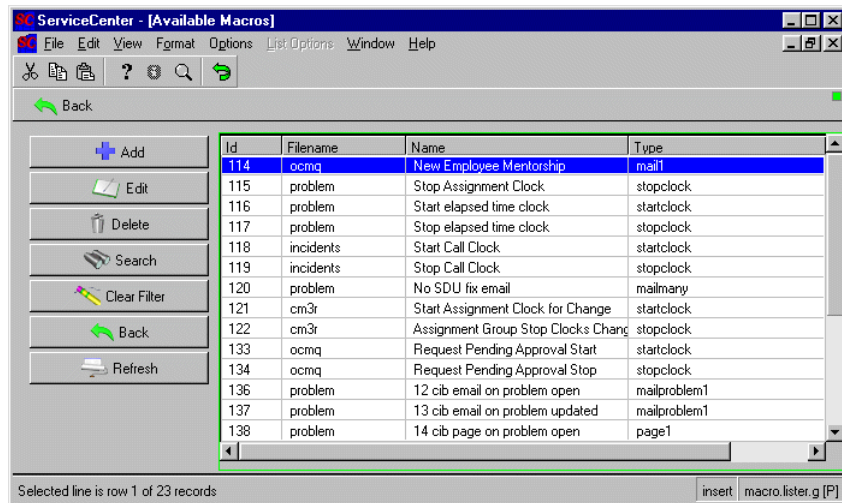 SC ServiceCenter - [Available Macros]
SC File Edit View Format Options List Options Window Help
?
Back
Add
Edit
Delete
Search
Clear Filter
Back
Refresh
Id Filename Name Type
114 ocmq New Employee Mentorship mail1
115 problem Stop Assignment Clock stopclock
116 problem Start elapsed time clock startclock
117 problem Stop elapsed time clock stopclock
118 incidents Start Call Clock startclock
119 incidents Stop Call Clock stopclock
120 problem No SDU fix email mailmany
121 cm3r Start Assignment Clock for Change startclock
122 cm3r Assignment Group Stop Clocks Chang stopclock
133 ocmq Request Pending Approval Start startclock
134 ocmq Request Pending Approval Stop stopclock
136 problem 12 cib email on problem open mailproblem1
137 problem 13 cib email on problem updated mailproblem1
138 problem 14 cib page on problem open page1
Selected line is row 1 of 23 records insert macro.lister.g [P]